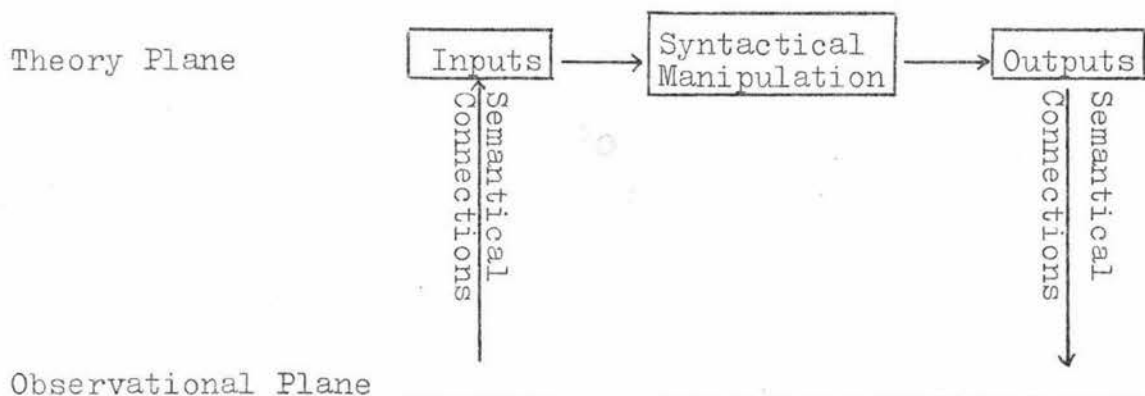 Theory Plane
Inputs
Syntactical
Manipulation
Outputs
Semantical
Connections
Semantical
Connections
Observational Plane